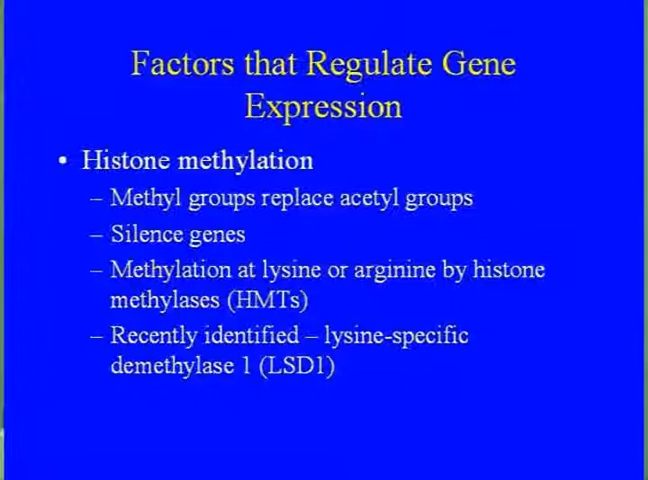 Factors that Regulate Gene
Expression
• Histone methylation
– Methyl groups replace acetyl groups
– Silence genes
– Methylation at lysine or arginine by histone
methylases (HMTs)
– Recently identified – lysine-specific
demethylase 1 (LSD1)